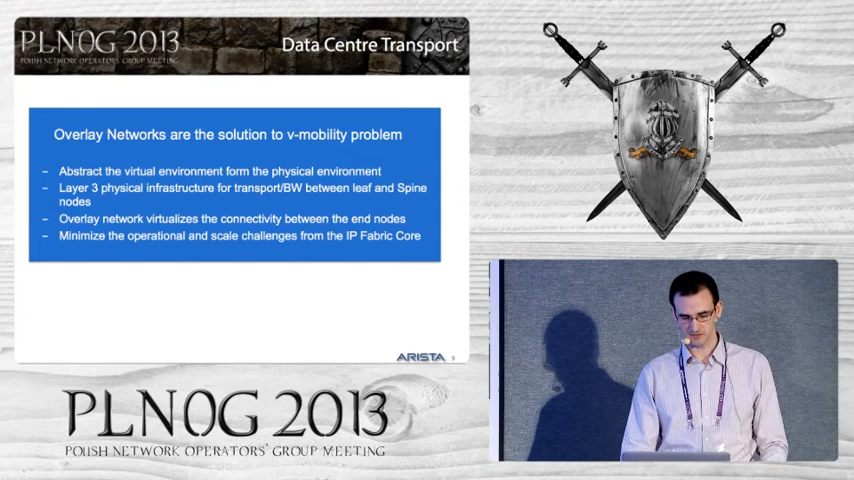 PLNOG 2013
POLISH NETWORK OPERATORS GROUP MEETING
Data Centre Transport
Overlay Networks are the solution to v-mobility problem
– Abstract the virtual environment form the physical environment
– Layer 3 physical infrastructure for transport/BW between leaf and Spine
nodes
– Overlay network virtualizes the connectivity between the end nodes
– Minimize the operational and scale challenges from the IP Fabric Core
ARISTA 9
PLNOG 2013
POLISH NETWORK OPERATORS' GROUP MEETING